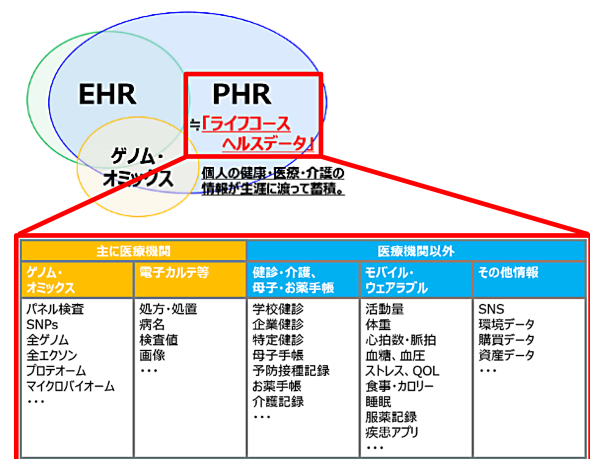 EHR
PHR
≒「ライフコース
ヘルスデータ」
ゲノム・
オミックス
個人の健康・医療・介護の
情報が生涯に渡って蓄積。
主に医療機関
医療機関以外
ゲノム・
オミックス
電子カルテ等
健診・介護、
母子・お薬手帳
モバイル・
ウェアラブル
その他情報
パネル検査
SNPs
全ゲノム
全エクソン
プロテオーム
マイクロバイオーム
・・・
処方・処置
病名
検査値
画像
・・・
学校健診
企業健診
特定健診
母子手帳
予防接種記録
お薬手帳
介護記録
・・・
活動量
体重
心拍数・脈拍
血糖、血圧
ストレス、QOL
食事・カロリー
睡眠
服薬記録
疾患アプリ
・・・
SNS
環境データ
購買データ
資産データ
・・・